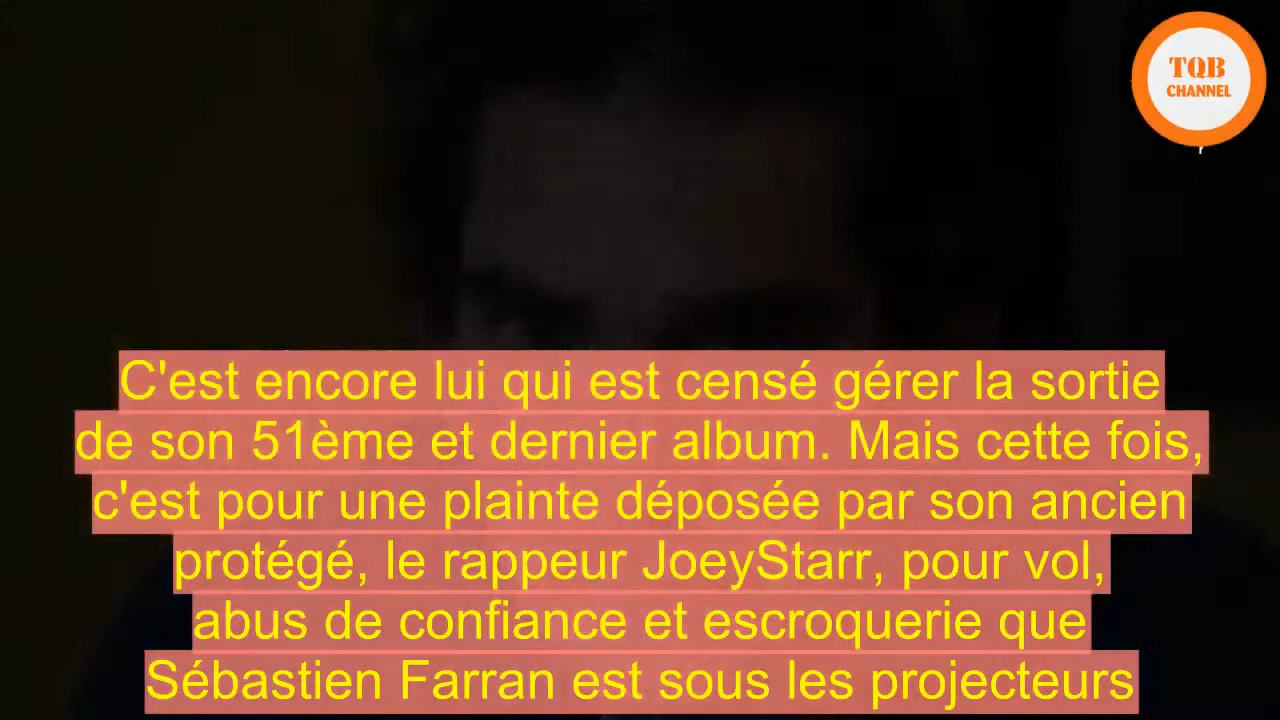 TQB
CHANNEL
r
C'est encore lui qui est censé gérer la sortie
de son 51ème et dernier album. Mais cette fois,
c'est pour une plainte déposée par son ancien
protégé, le rappeur JoeyStarr, pour vol,
abus de confiance et escroquerie que
Sébastien Farran est sous les projecteurs